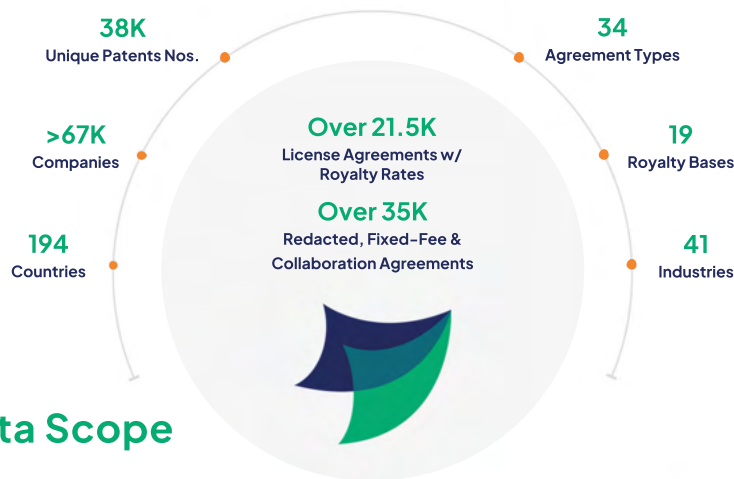 38K
Unique Patents Nos.
>67K
Companies
194
Countries
Over 21.5K
License Agreements w/
Royalty Rates
Over 35K
Redacted, Fixed-Fee &
Collaboration Agreements
34
Agreement Types
19
Royalty Bases
41
Industries
ta Scope